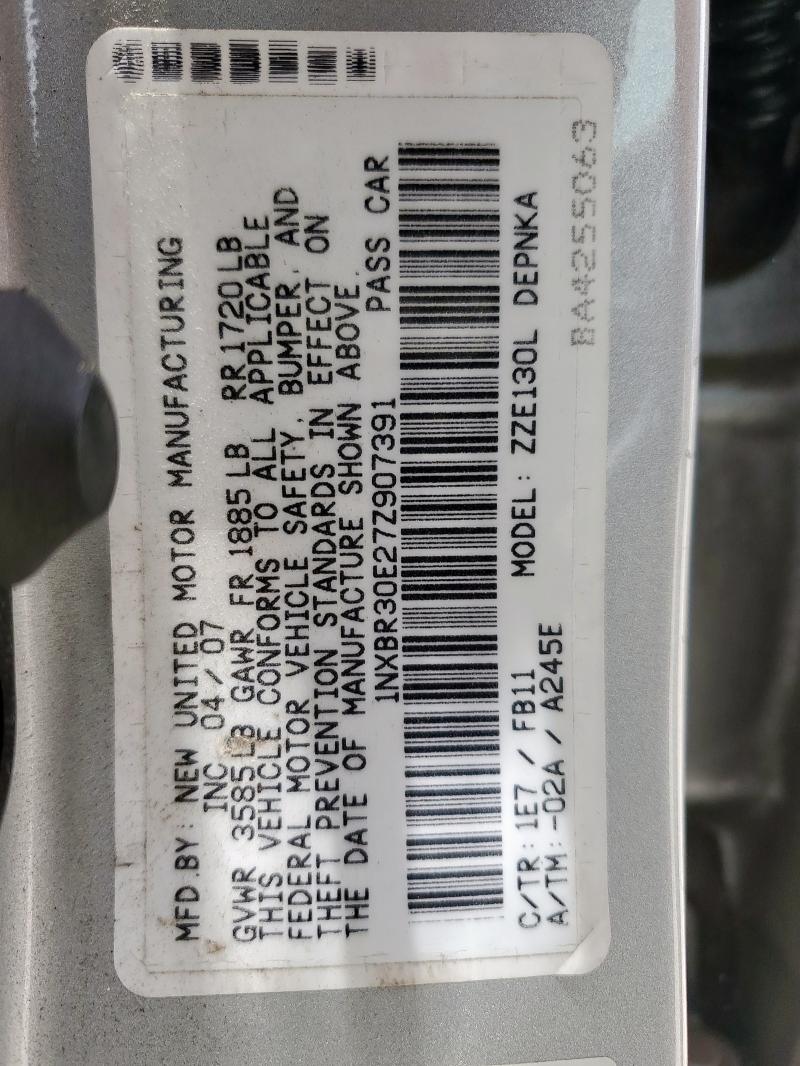 MFD.BY: NEW UNITED MOTOR MANUFACTURING
INC 04/07
GVWR 3585LB GAWR FR 1885LB RR1720LB
THIS VEHICLE CONFORMS TO ALL APPLICABLE
FEDERAL MOTOR VEHICLE SAFETY, BUMPER, AND
THEFT PREVENTION STANDARDS IN EFFECT ON
THE DATE OF MANUFACTURE SHOWN ABOVE.
1NXBR30E27Z907391 PASS CAR
C/TR: 1E7 / FB11 MODEL: ZZE130L DEPNKA
A/TM: -02A / A245E
BA4255063